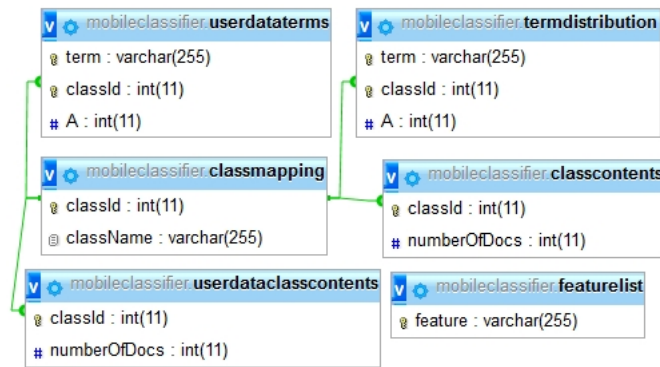 v mobileclassifier.userdataterms
term : varchar(255)
classId : int(11)
# A : int(11)
v mobileclassifier.termdistribution
term : varchar(255)
classId : int(11)
# A : int(11)
v mobileclassifier.classmapping
classId : int(11)
className : varchar(255)
v mobileclassifier.classcontents
classId : int(11)
# numberOfDocs : int(11)
v mobileclassifier.userdataclasscontents
classId : int(11)
# numberOfDocs : int(11)
v mobileclassifier.featurelist
feature : varchar(255)